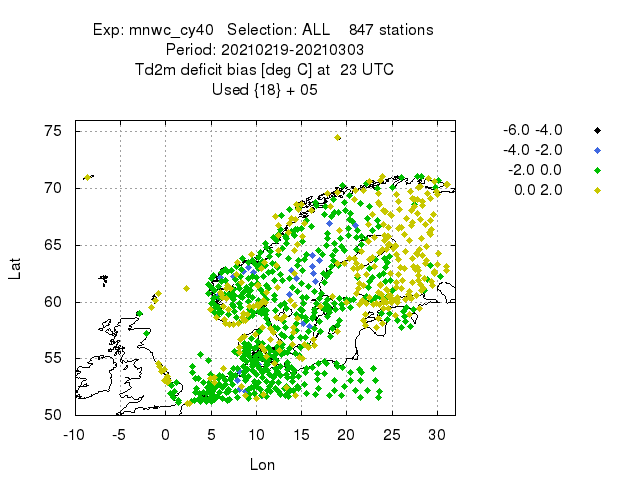 Exp: mnwc_cy40   Selection: ALL    847 stations
Period: 20210219-20210303
Td2m deficit bias [deg C] at  23 UTC
Used {18} + 05
-6.0 -4.0
-4.0 -2.0
-2.0 0.0
0.0 2.0
75
70
65
60
55
50
Lat
-10 -5 0 5 10 15 20 25 30
Lon